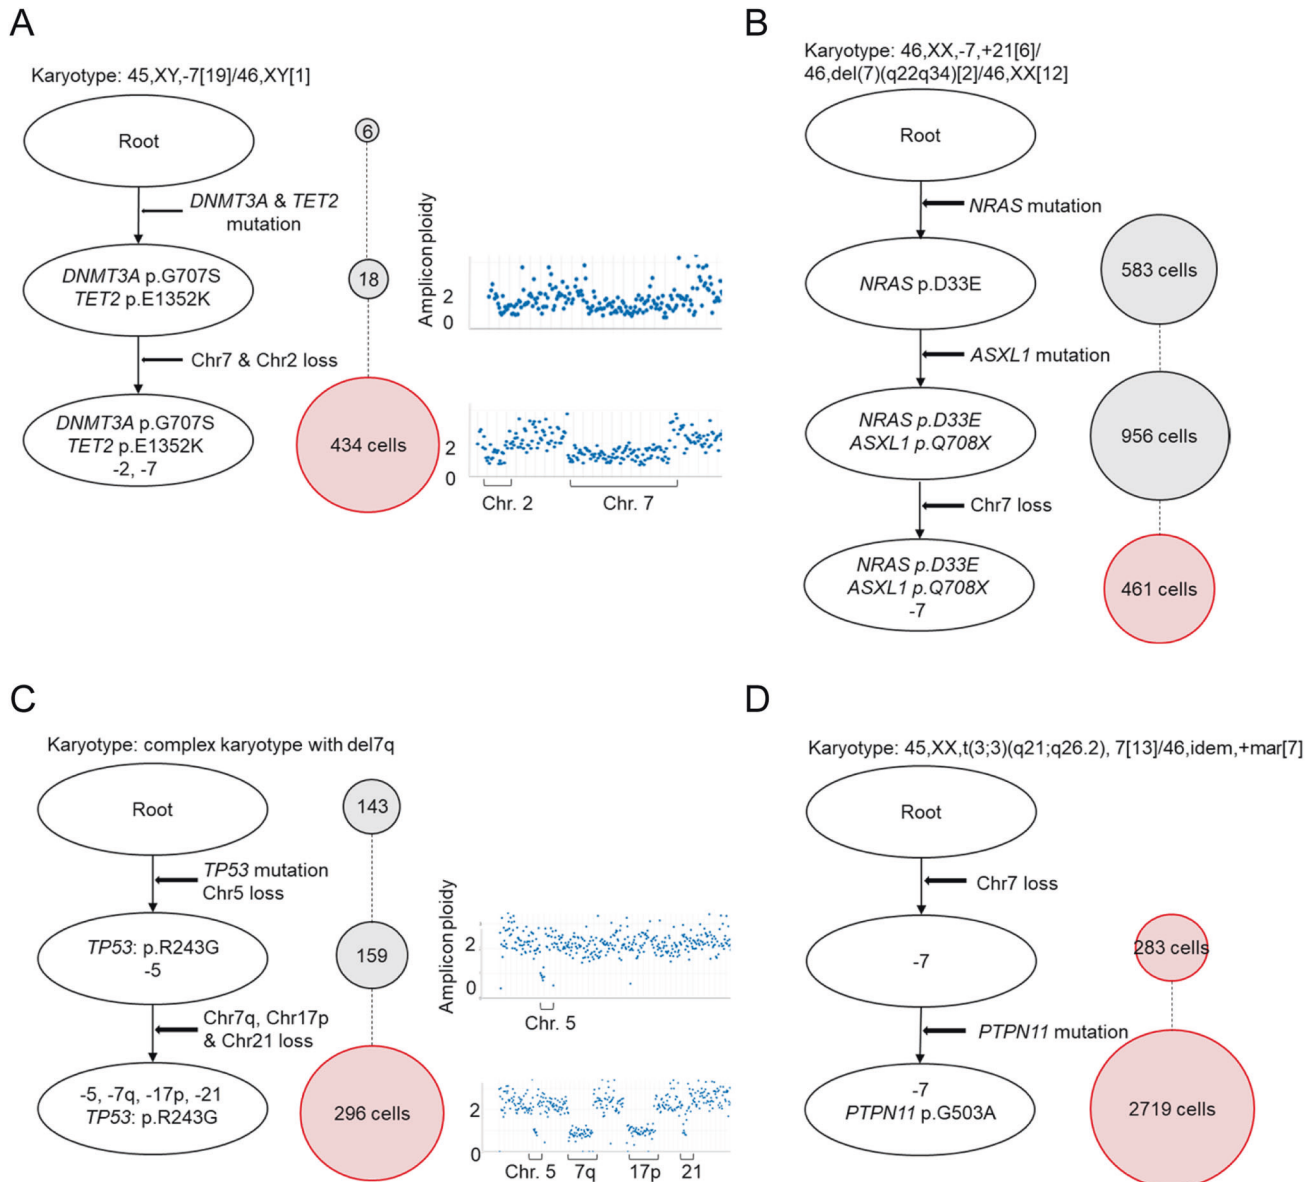 A
Karyotype: 45,XY,-7[19]/46,XY[1]
Root
6
DNMT3A & TET2
mutation
DNMT3A p.G707S
TET2 p.E1352K
18
Chr7 & Chr2 loss
DNMT3A p.G707S
TET2 p.E1352K
-2, -7
434 cells
Amplicon ploidy
2
0
2
0
Chr. 2
Chr. 7
B
Karyotype: 46,XX,-7,+21[6]/
46,del(7)(q22q34)[2]/46,XX[12]
Root
NRAS mutation
NRAS p.D33E
583 cells
ASXL1 mutation
NRAS p.D33E
ASXL1 p.Q708X
956 cells
Chr7 loss
NRAS p.D33E
ASXL1 p.Q708X
-7
461 cells
C
Karyotype: complex karyotype with del7q
Root
143
TP53 mutation
Chr5 loss
TP53: p.R243G
-5
159
Chr7q, Chr17p
& Chr21 loss
-5, -7q, -17p, -21
TP53: p.R243G
296 cells
Amplicon ploidy
2
0
Chr. 5
2
0
Chr. 5
7q
17p
21
D
Karyotype: 45,XX,t(3;3)(q21;q26.2), 7[13]/46,idem,+mar[7]
Root
Chr7 loss
-7
283 cells
PTPN11 mutation
-7
PTPN11 p.G503A
2719 cells